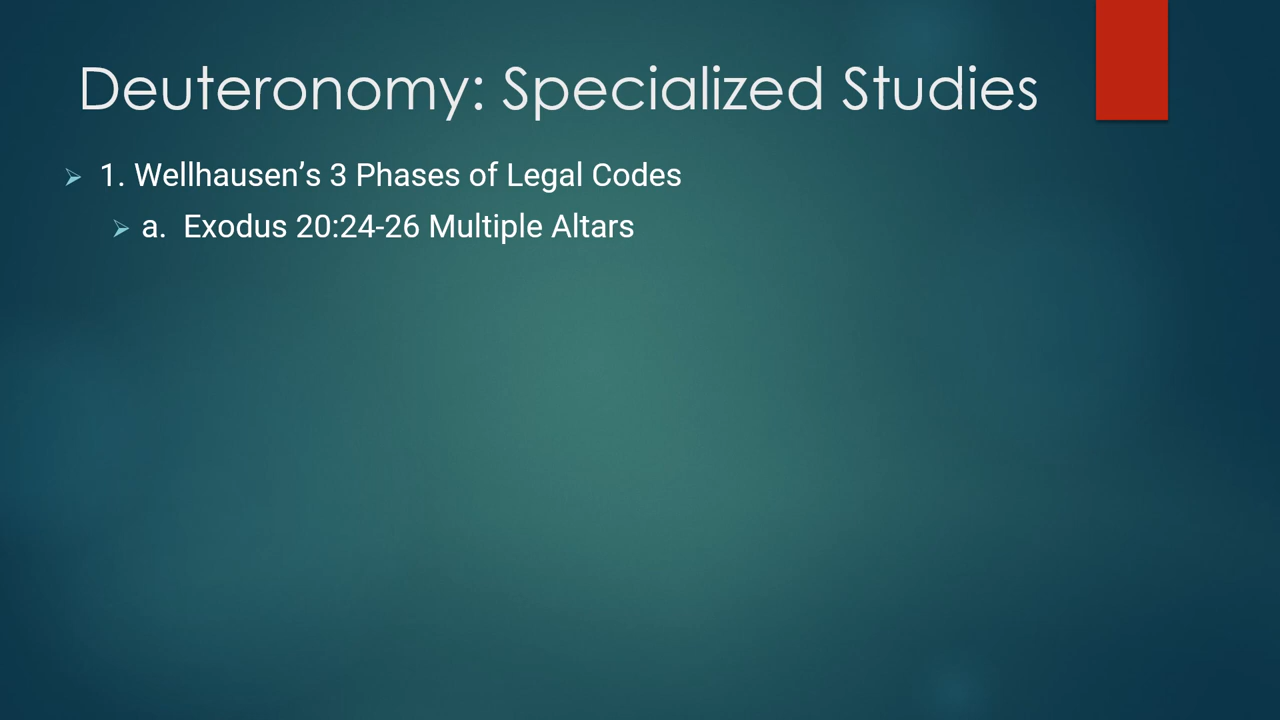 Deuteronomy: Specialized Studies
1. Wellhausen’s 3 Phases of Legal Codes
a. Exodus 20:24-26 Multiple Altars